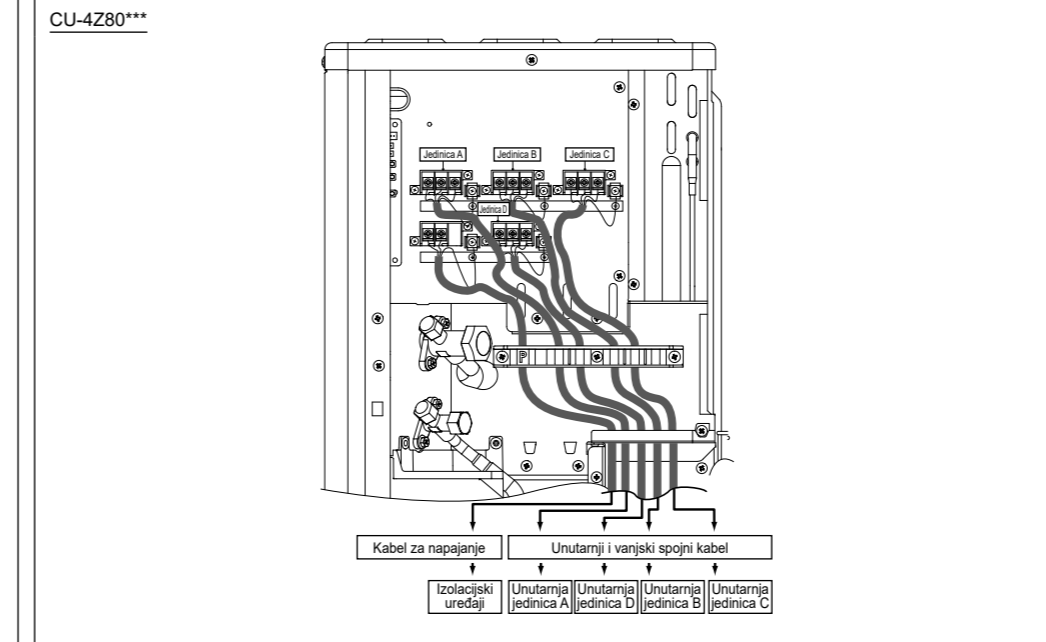 CU-4Z80***
Jedinica A
Jedinica B
Jedinica C
Jedinica D
P
Kabel za napajanje
Unutarnji i vanjski spojni kabel
Izolacijski
uređaji
Unutarnja
jedinica A
Unutarnja
jedinica D
Unutarnja
jedinica B
Unutarnja
jedinica C